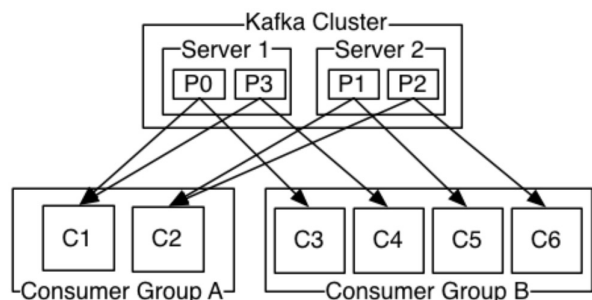 Kafka Cluster
Server 1 Server 2
P0 P3 P1 P2
C1 C2 C3 C4 C5 C6
Consumer Group A Consumer Group B